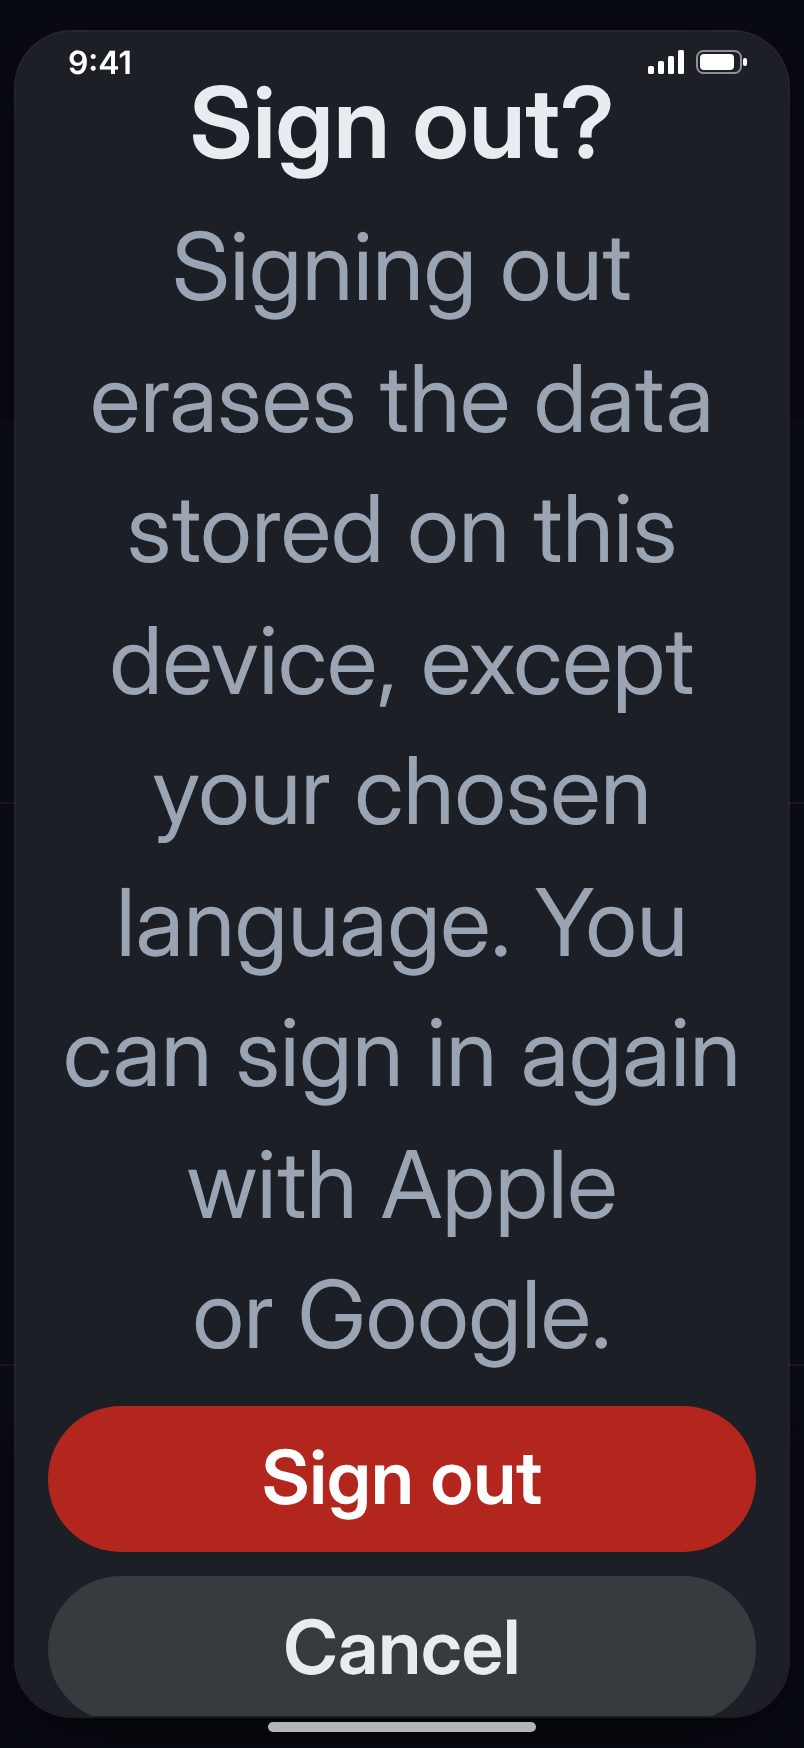 9:41
Sign out?
Signing out
erases the data
stored on this
device, except
your chosen
language. You
can sign in again
with Apple
or Google.
Sign out
Cancel